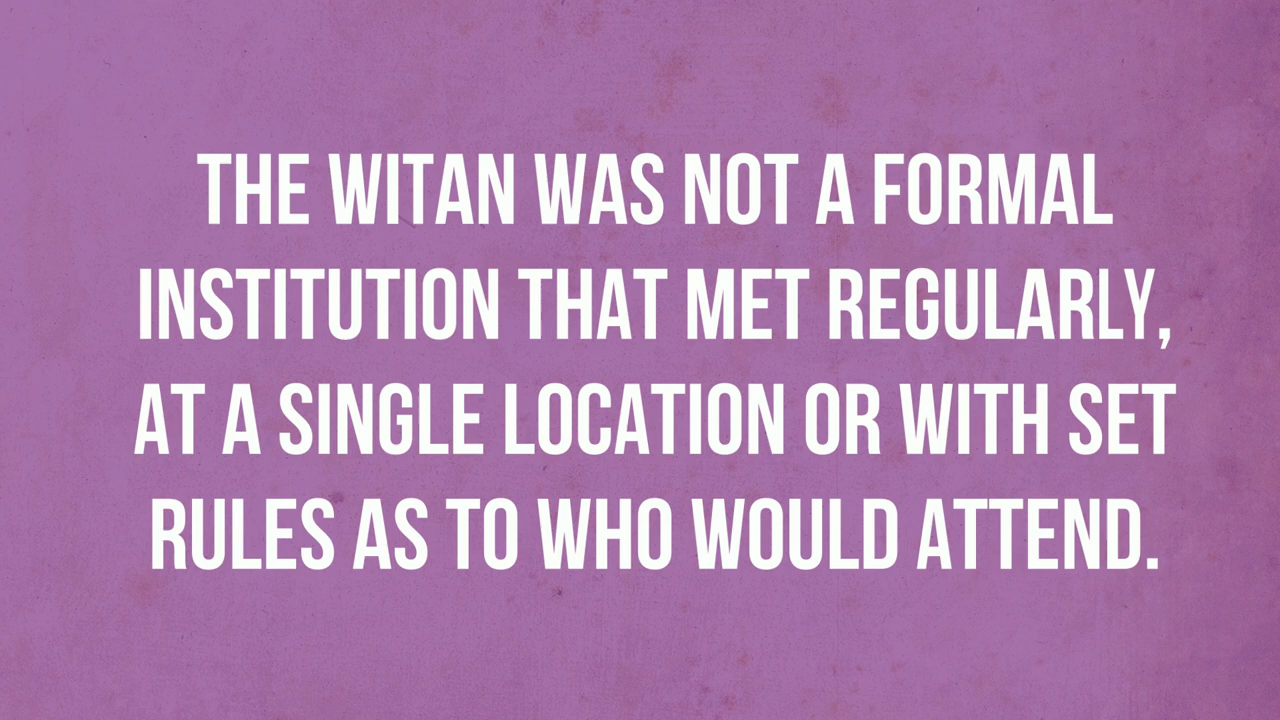 THE WITAN WAS NOT A FORMAL
INSTITUTION THAT MET REGULARLY,
AT A SINGLE LOCATION OR WITH SET
RULES AS TO WHO WOULD ATTEND.